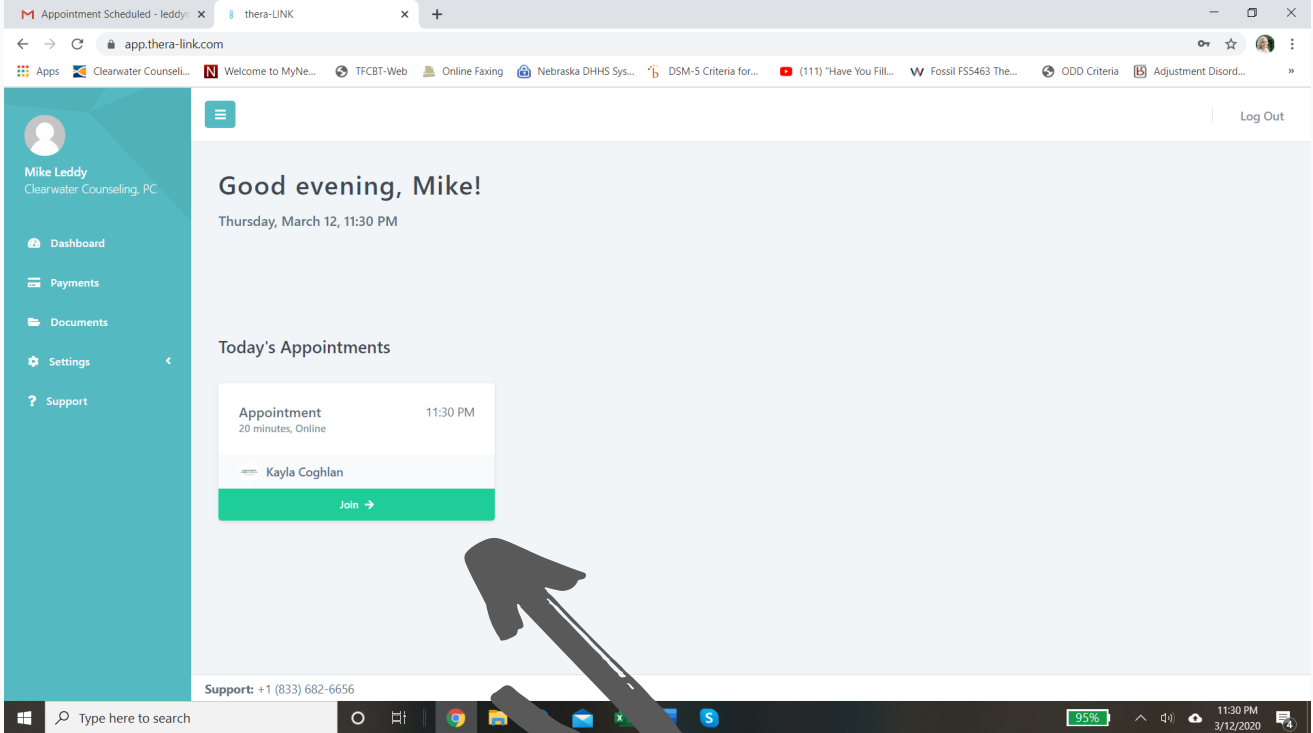 Appointment Scheduled - leddyn
thera-LINK
app.thera-link.com
Apps Clearwater Counseli... Welcome to MyNe... TFCBT-Web Online Faxing Nebraska DHHS Sys... DSM-5 Criteria for... (111) "Have You Fill... Fossil FS5463 The... ODD Criteria Adjustment Disord... »
Log Out
Mike Leddy
Clearwater Counseling, PC
Dashboard
Payments
Documents
Settings
Support
Good evening, Mike!
Thursday, March 12, 11:30 PM
Today's Appointments
Appointment 11:30 PM
20 minutes, Online
Kayla Coghlan
Join →
Support: +1 (833) 682-6656
Type here to search
95%
11:30 PM
3/12/2020
4